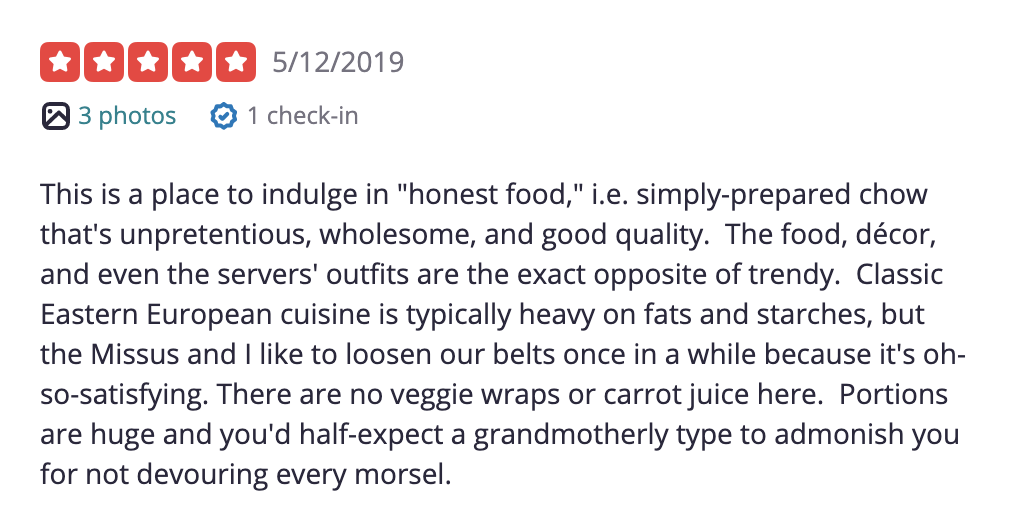 5/12/2019
3 photos 1 check-in
This is a place to indulge in "honest food," i.e. simply-prepared chow
that's unpretentious, wholesome, and good quality.  The food, décor,
and even the servers' outfits are the exact opposite of trendy.  Classic
Eastern European cuisine is typically heavy on fats and starches, but
the Missus and I like to loosen our belts once in a while because it's oh-
so-satisfying. There are no veggie wraps or carrot juice here.  Portions
are huge and you'd half-expect a grandmotherly type to admonish you
for not devouring every morsel.